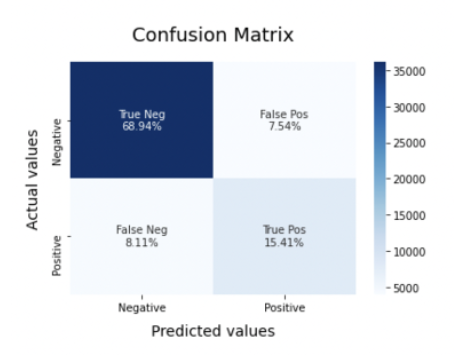 Confusion Matrix
True Neg
68.94%
False Pos
7.54%
False Neg
8.11%
True Pos
15.41%
Actual values
Negative
Positive
Negative
Positive
Predicted values
35000
30000
25000
20000
15000
10000
5000